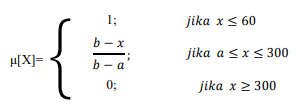 1; jika x ≤ 60
μ[X]= { (b − x)/(b − a); jika a ≤ x ≤ 300
0; jika x ≥ 300